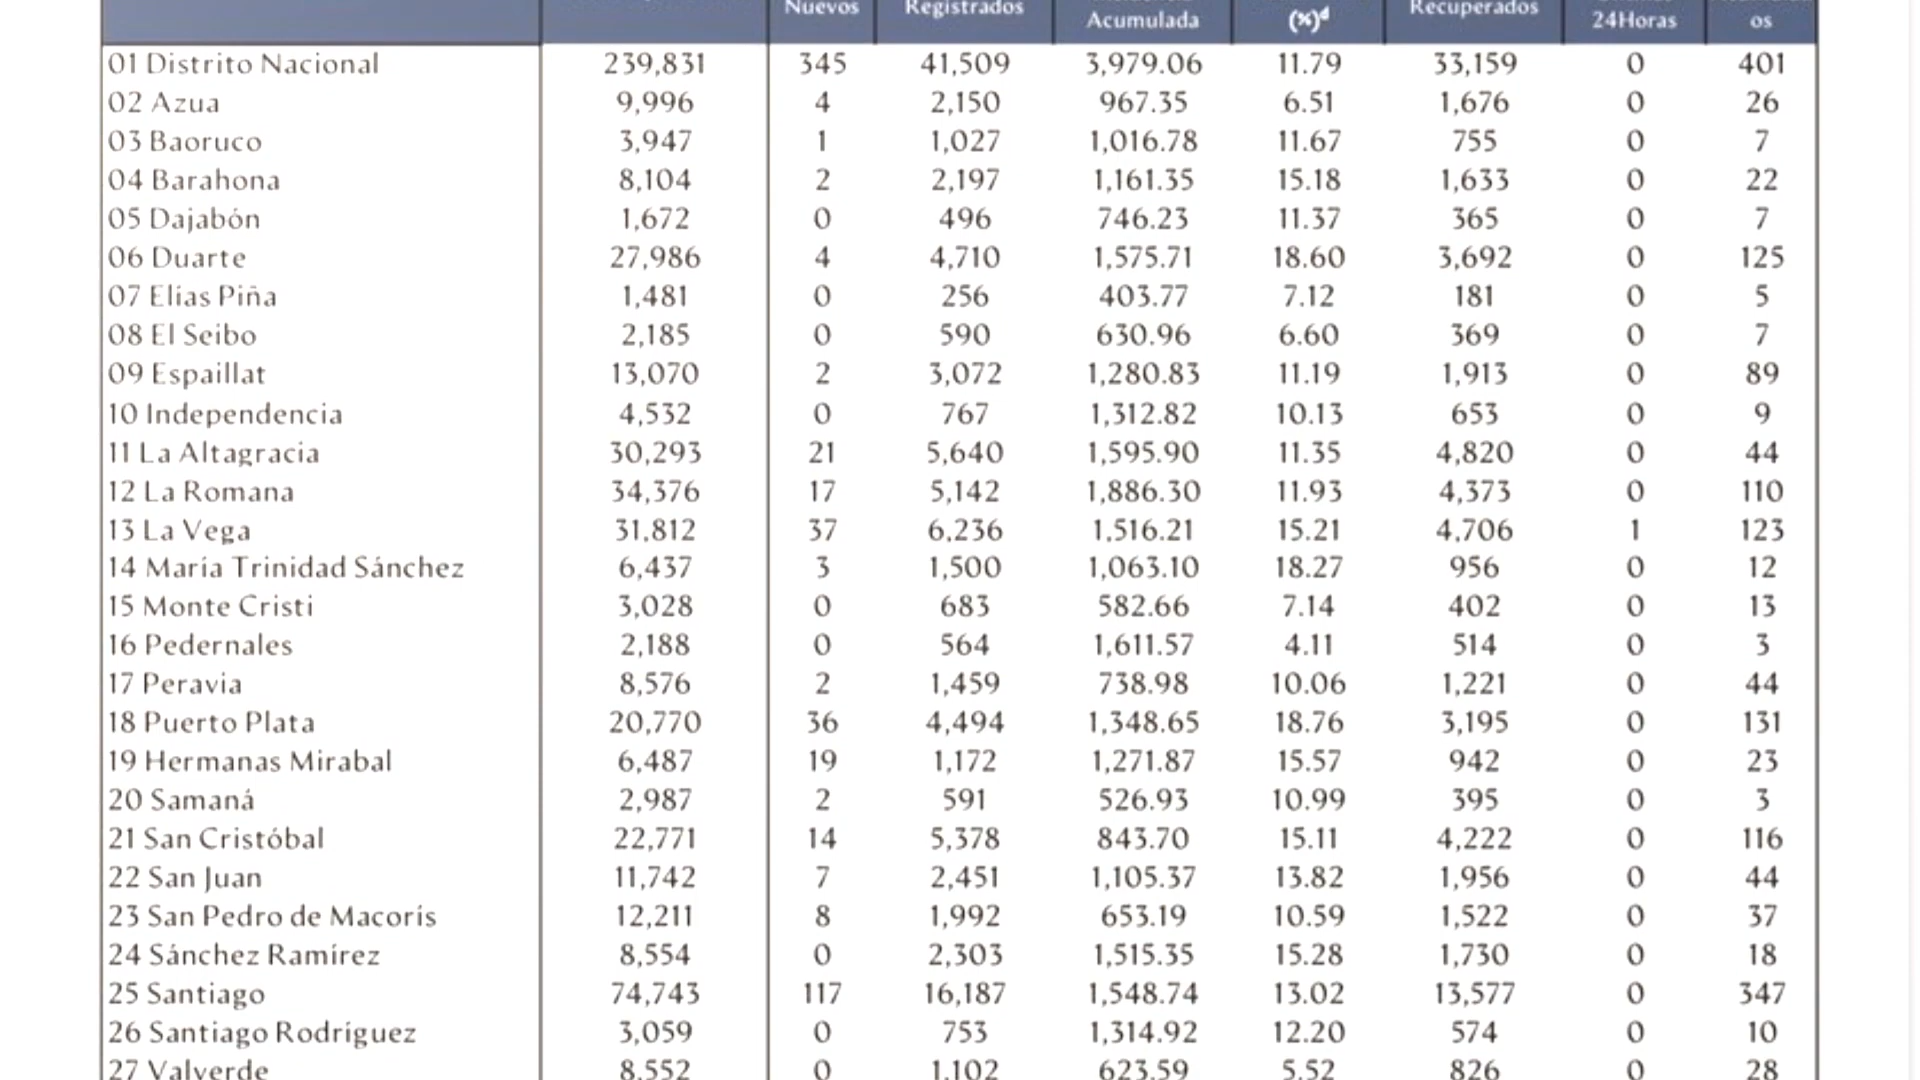 Nuevos Registrados Acumulada (%)ᵈ Recuperados 24Horas os
01 Distrito Nacional 239,831 345 41,509 3,979.06 11.79 33,159 0 401
02 Azua 9,996 4 2,150 967.35 6.51 1,676 0 26
03 Baoruco 3,947 1 1,027 1,016.78 11.67 755 0 7
04 Barahona 8,104 2 2,197 1,161.35 15.18 1,633 0 22
05 Dajabón 1,672 0 496 746.23 11.37 365 0 7
06 Duarte 27,986 4 4,710 1,575.71 18.60 3,692 0 125
07 Elias Piña 1,481 0 256 403.77 7.12 181 0 5
08 El Seibo 2,185 0 590 630.96 6.60 369 0 7
09 Espaillat 13,070 2 3,072 1,280.83 11.19 1,913 0 89
10 Independencia 4,532 0 767 1,312.82 10.13 653 0 9
11 La Altagracia 30,293 21 5,640 1,595.90 11.35 4,820 0 44
12 La Romana 34,376 17 5,142 1,886.30 11.93 4,373 0 110
13 La Vega 31,812 37 6,236 1,516.21 15.21 4,706 1 123
14 María Trinidad Sánchez 6,437 3 1,500 1,063.10 18.27 956 0 12
15 Monte Cristi 3,028 0 683 582.66 7.14 402 0 13
16 Pedernales 2,188 0 564 1,611.57 4.11 514 0 3
17 Peravia 8,576 2 1,459 738.98 10.06 1,221 0 44
18 Puerto Plata 20,770 36 4,494 1,348.65 18.76 3,195 0 131
19 Hermanas Mirabal 6,487 19 1,172 1,271.87 15.57 942 0 23
20 Samaná 2,987 2 591 526.93 10.99 395 0 3
21 San Cristóbal 22,771 14 5,378 843.70 15.11 4,222 0 116
22 San Juan 11,742 7 2,451 1,105.37 13.82 1,956 0 44
23 San Pedro de Macorís 12,211 8 1,992 653.19 10.59 1,522 0 37
24 Sánchez Ramírez 8,554 0 2,303 1,515.35 15.28 1,730 0 18
25 Santiago 74,743 117 16,187 1,548.74 13.02 13,577 0 347
26 Santiago Rodríguez 3,059 0 753 1,314.92 12.20 574 0 10
27 Valverde 8,552 0 1,102 623.59 5.52 826 0 28